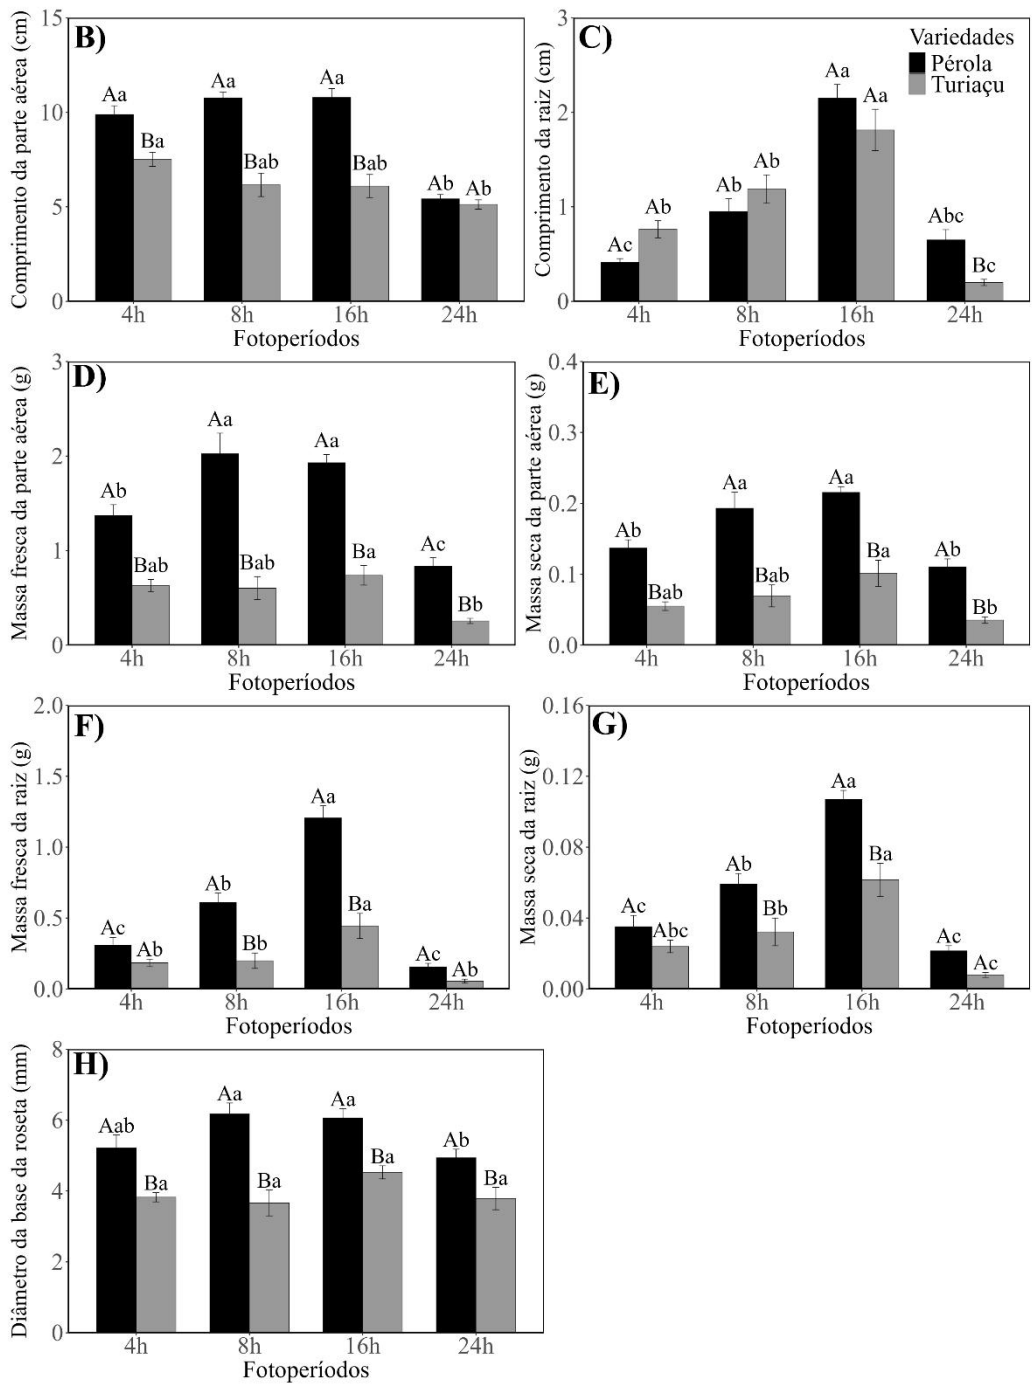 B)
Comprimento da parte aérea (cm)
15
10
5
0
Aa
Ba
Aa
Bab
Aa
Bab
Ab
Ab
4h
8h
16h
24h
Fotoperíodos
C)
Variedades
Pérola
Turiaçu
Comprimento da raiz (cm)
3
2
1
0
Ac
Ab
Ab
Ab
Aa
Aa
Abc
Bc
4h
8h
16h
24h
Fotoperíodos
D)
Massa fresca da parte aérea (g)
3
2
1
0
Ab
Bab
Aa
Bab
Aa
Ba
Ac
Bb
4h
8h
16h
24h
Fotoperíodos
E)
Massa seca da parte aérea (g)
0.4
0.3
0.2
0.1
0.0
Ab
Bab
Aa
Bab
Aa
Ba
Ab
Bb
4h
8h
16h
24h
Fotoperíodos
F)
Massa fresca da raiz (g)
2.0
1.5
1.0
0.5
0.0
Ac
Ab
Ab
Bb
Aa
Ba
Ac
Ab
4h
8h
16h
24h
Fotoperíodos
G)
Massa seca da raiz (g)
0.16
0.12
0.08
0.04
0.00
Ac
Abc
Ab
Bb
Aa
Ba
Ac
Ac
4h
8h
16h
24h
Fotoperíodos
H)
Diâmetro da base da roseta (mm)
8
6
4
2
0
Aab
Ba
Aa
Ba
Aa
Ba
Ab
Ba
4h
8h
16h
24h
Fotoperíodos